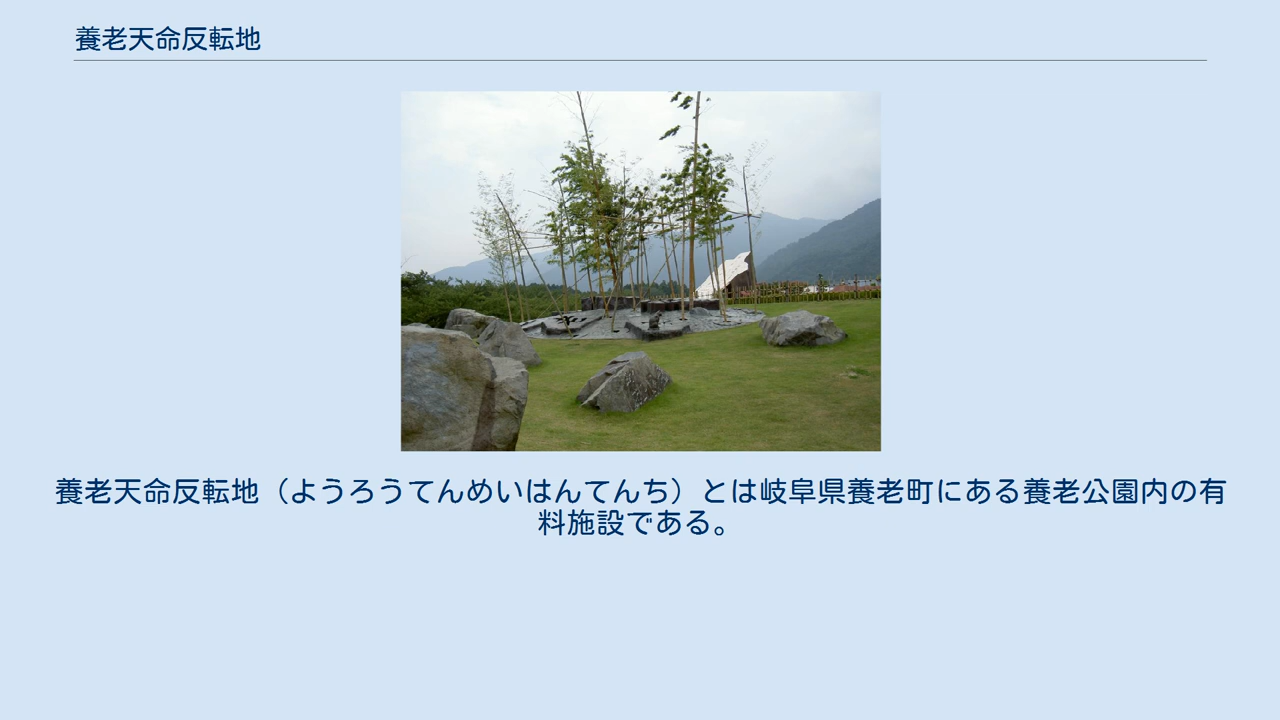 養老天命反転地
養老天命反転地（ようろうてんめいはんてんち）とは岐阜県養老町にある養老公園内の有
料施設である。